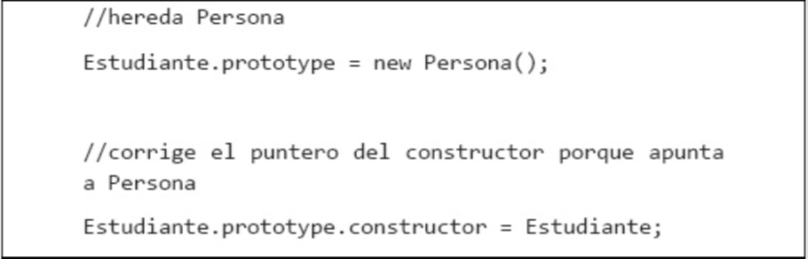 //hereda Persona
Estudiante.prototype = new Persona();
//corrige el puntero del constructor porque apunta
a Persona
Estudiante.prototype.constructor = Estudiante;